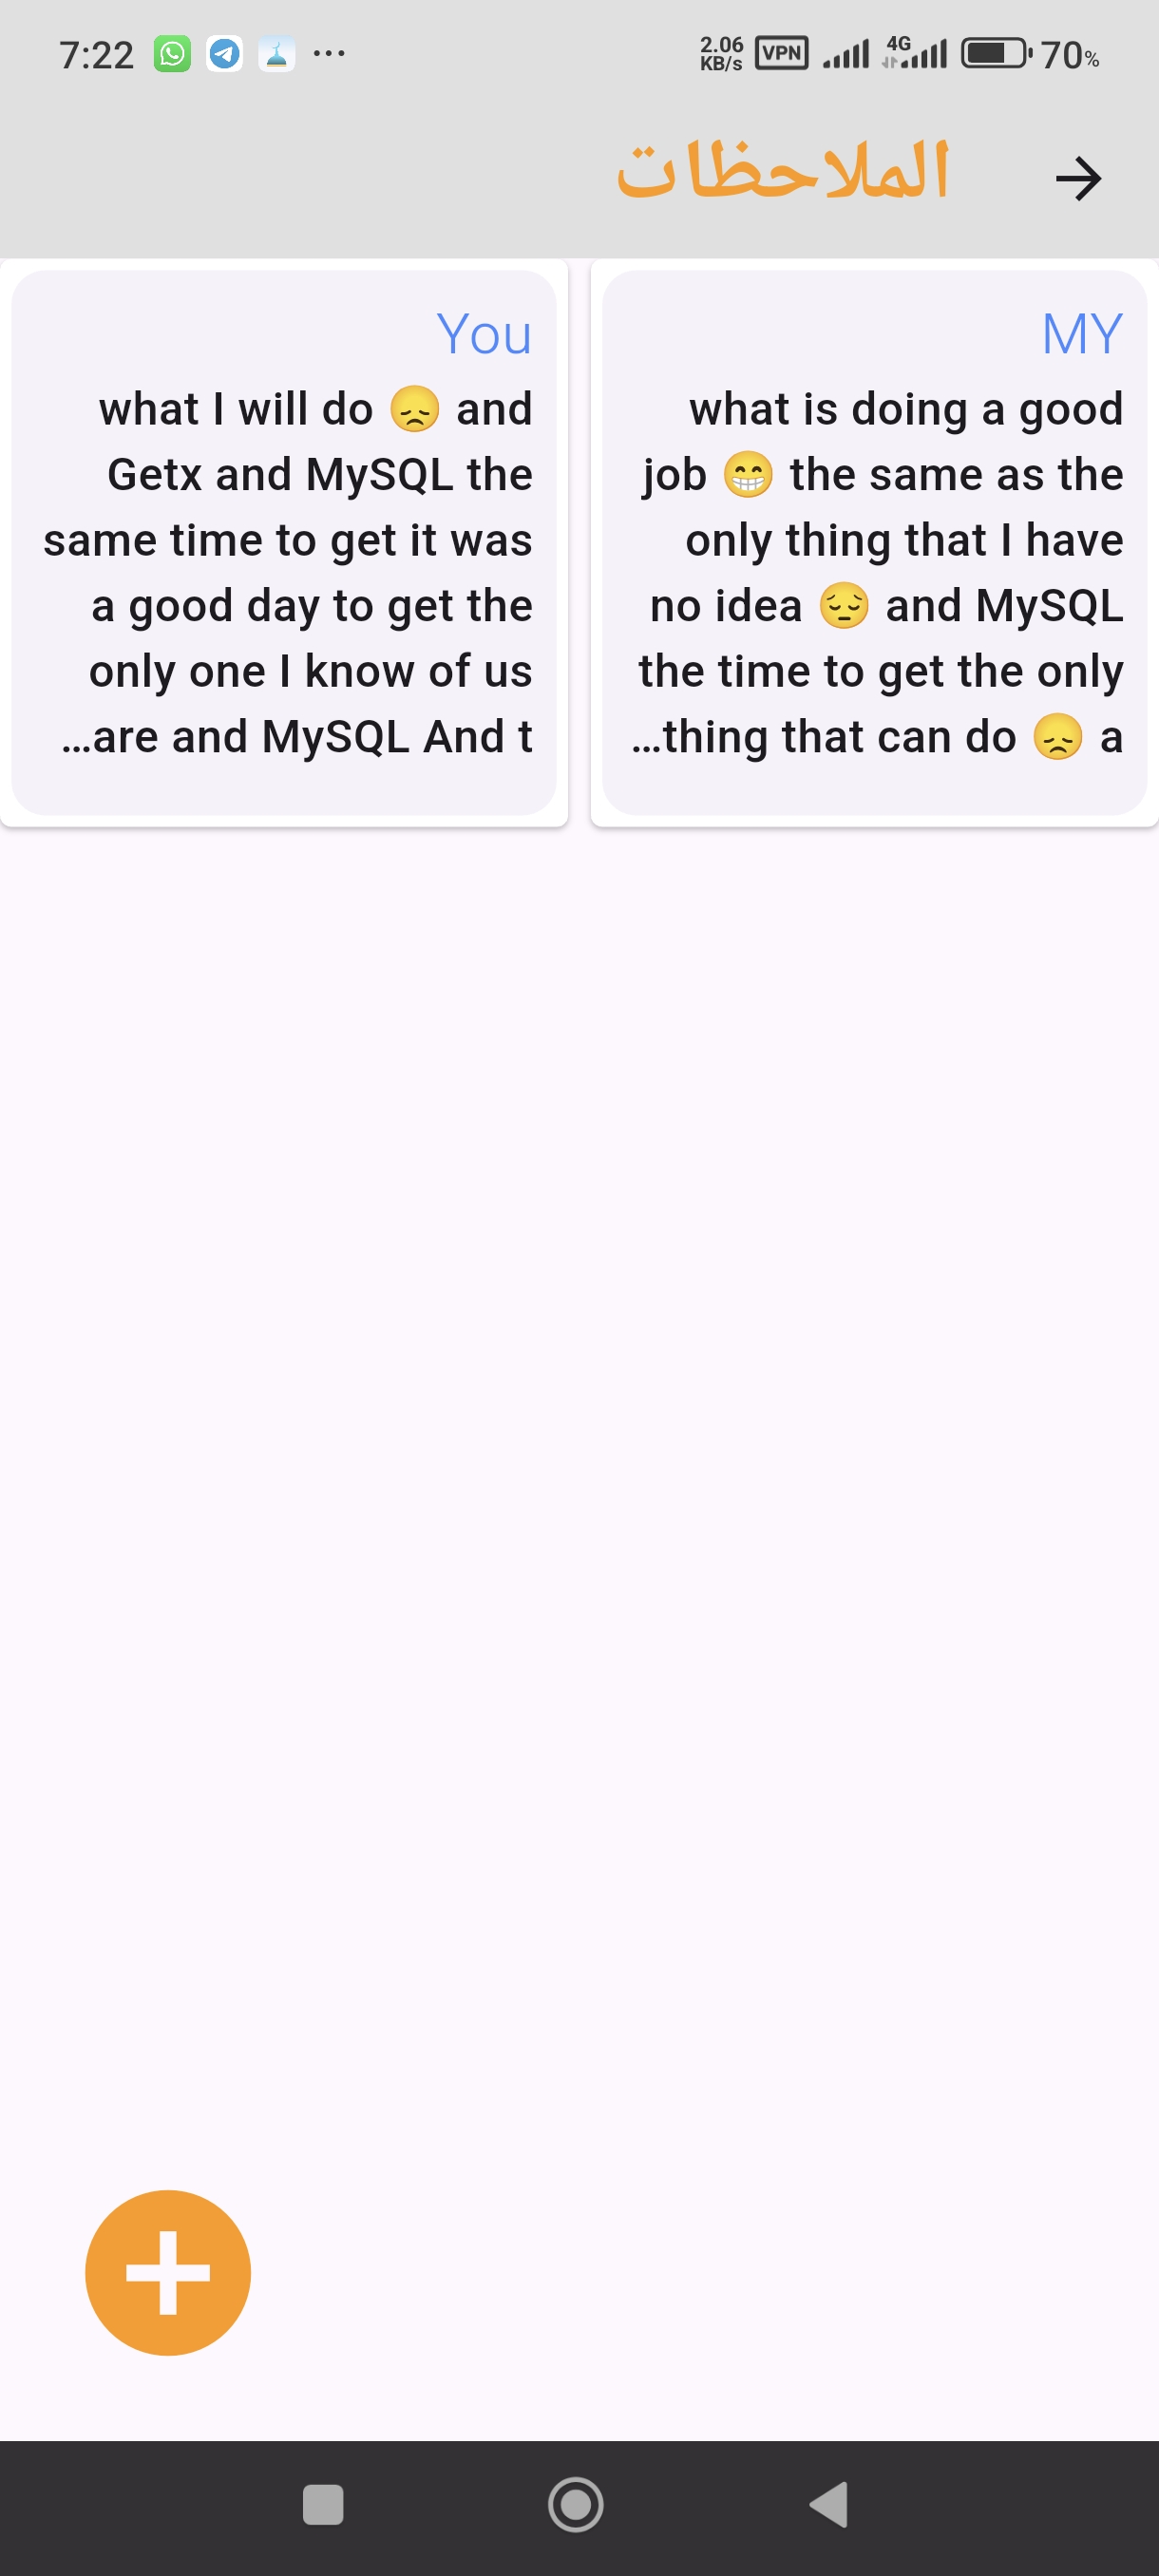 7:22
2.06
KB/s
VPN
4G
70%
الملاحظات
MY
what is doing a good
job 😁 the same as the
only thing that I have
no idea 😔 and MySQL
the time to get the only
...thing that can do 😞 a
You
what I will do 😞 and
Getx and MySQL the
same time to get it was
a good day to get the
only one I know of us
...are and MySQL And t